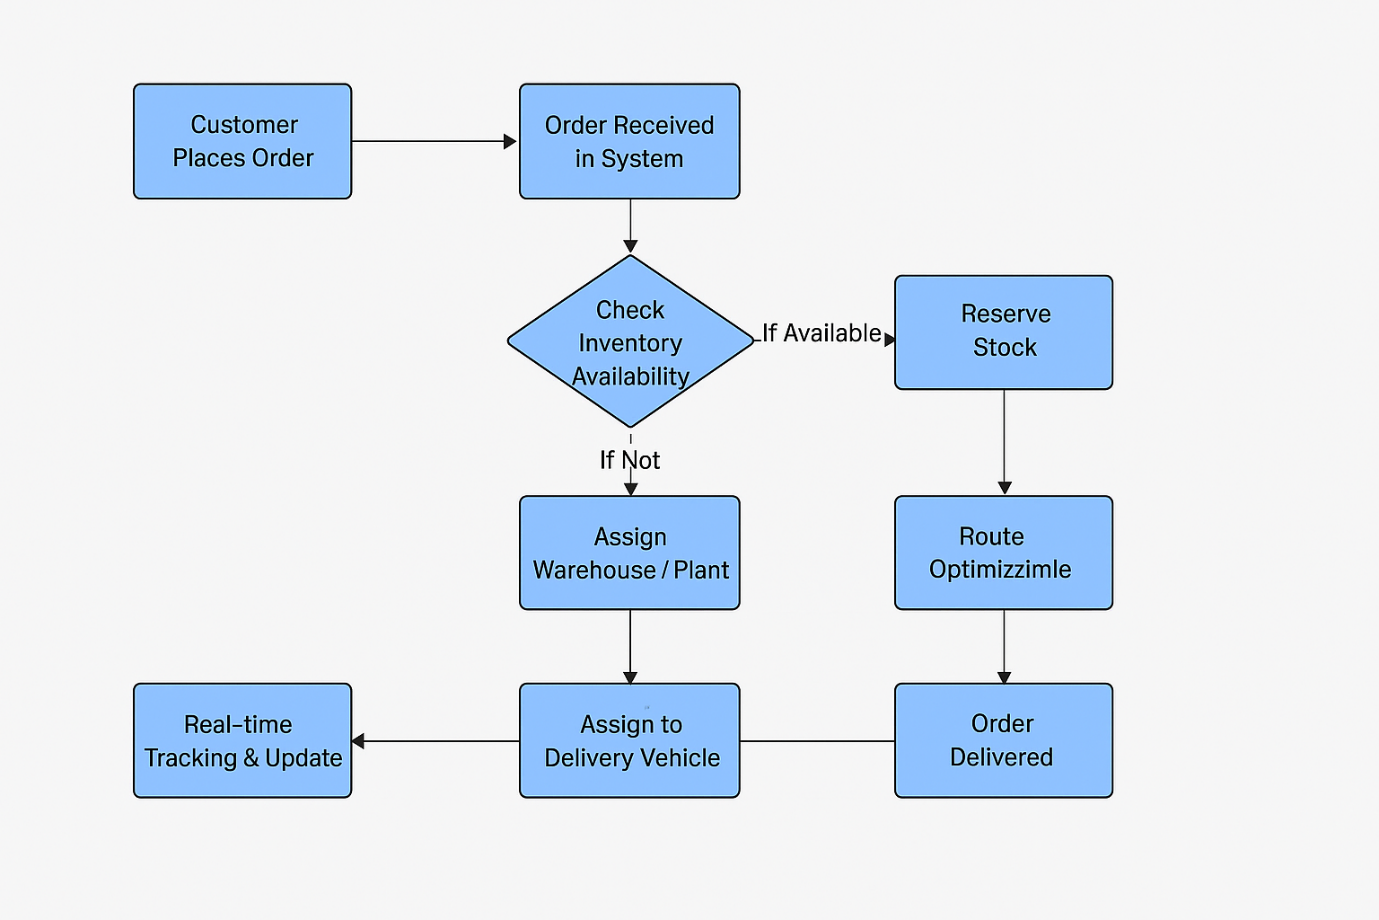 Customer
Places Order
Order Received
in System
Check
Inventory
Availability
If Available
Reserve
Stock
If Not
Assign
Warehouse / Plant
Route
Optimizzimle
Real-time
Tracking & Update
Assign to
Delivery Vehicle
Order
Delivered